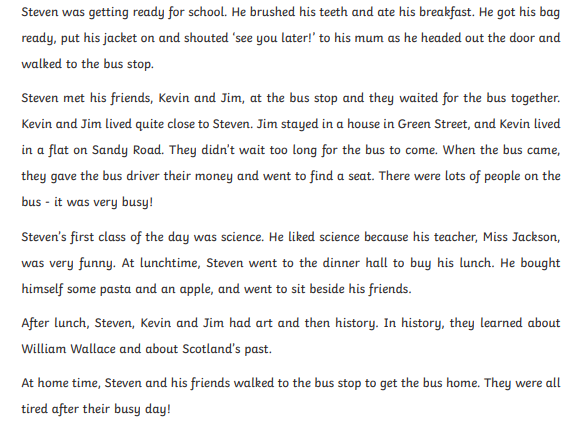 Steven was getting ready for school. He brushed his teeth and ate his breakfast. He got his bag
ready, put his jacket on and shouted ‘see you later!’ to his mum as he headed out the door and
walked to the bus stop.
Steven met his friends, Kevin and Jim, at the bus stop and they waited for the bus together.
Kevin and Jim lived quite close to Steven. Jim stayed in a house in Green Street, and Kevin lived
in a flat on Sandy Road. They didn’t wait too long for the bus to come. When the bus came,
they gave the bus driver their money and went to find a seat. There were lots of people on the
bus - it was very busy!
Steven’s first class of the day was science. He liked science because his teacher, Miss Jackson,
was very funny. At lunchtime, Steven went to the dinner hall to buy his lunch. He bought
himself some pasta and an apple, and went to sit beside his friends.
After lunch, Steven, Kevin and Jim had art and then history. In history, they learned about
William Wallace and about Scotland’s past.
At home time, Steven and his friends walked to the bus stop to get the bus home. They were all
tired after their busy day!